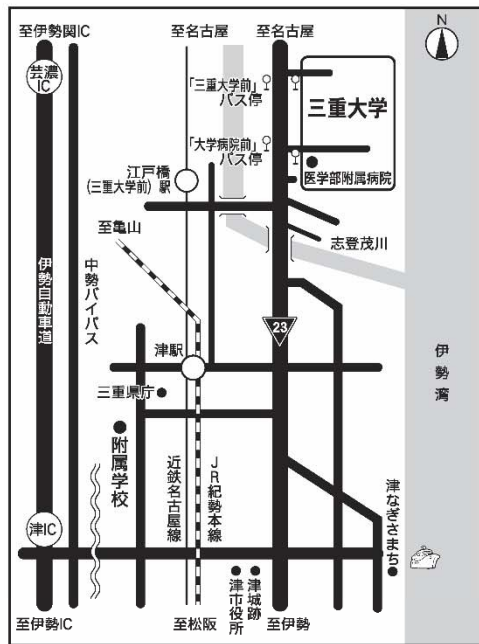 至伊勢関IC
至名古屋
至名古屋
N
芸濃
IC
「三重大学前」
バス停
三重大学
「大学病院前」
バス停
江戸橋
(三重大学前)駅
医学部附属病院
至亀山
志登茂川
伊勢自動車道
中勢バイパス
23
津駅
伊勢湾
三重県庁
附属学校
近鉄名古屋線
JR紀勢本線
津なぎさまち
津IC
津市役所
津城跡
至伊勢IC
至松阪
至伊勢